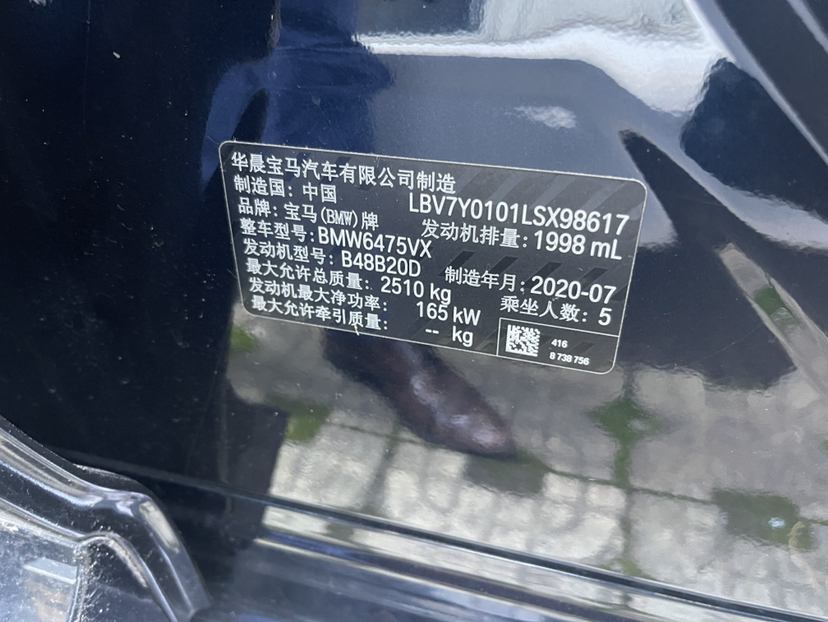 华晨宝马汽车有限公司制造
制造国: 中国 LBV7Y0101LSX98617
品牌: 宝马(BMW)牌 发动机排量: 1998 mL
整车型号: BMW6475VX
发动机型号: B48B20D 制造年月: 2020-07
最大允许总质量: 2510 kg 乘坐人数: 5
发动机最大净功率: 165 kW
最大允许牵引质量: -- kg
416
8 738 756